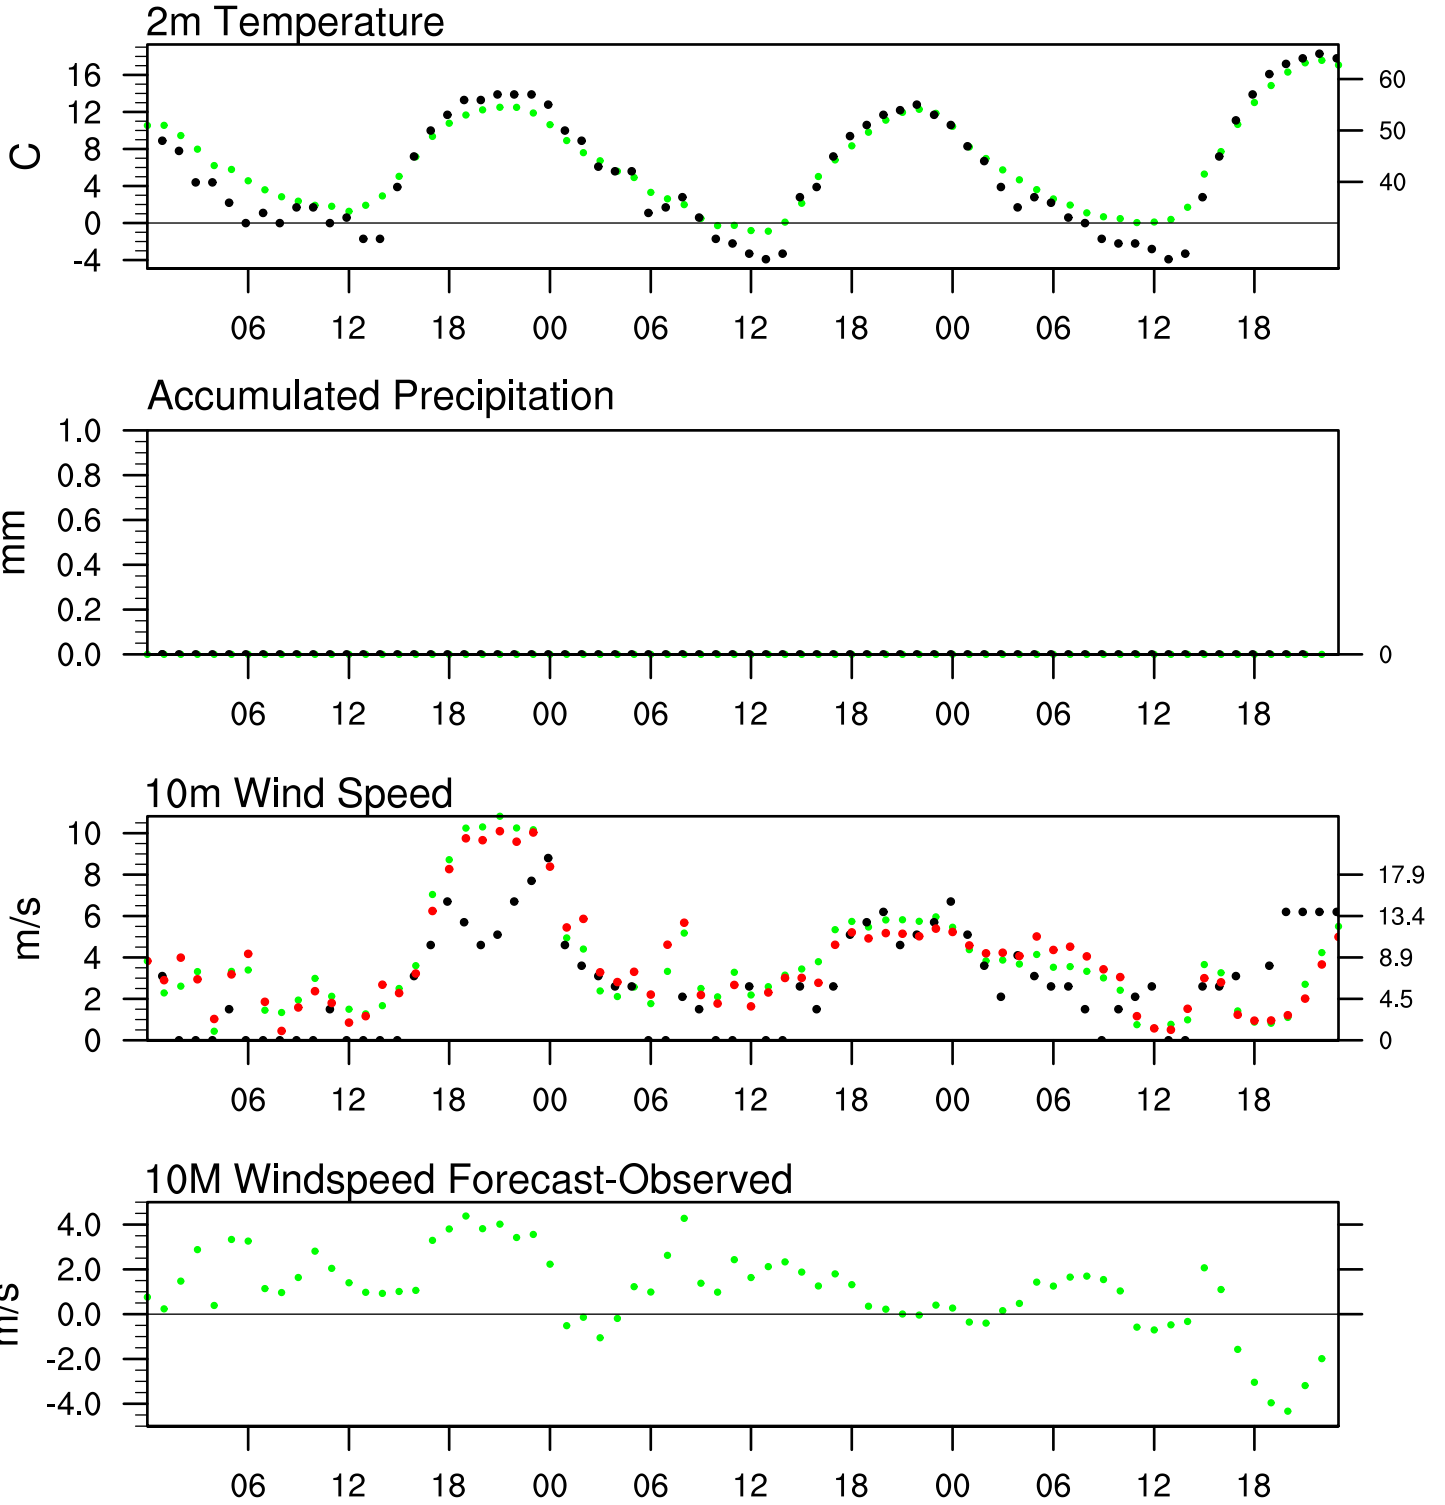 2m Temperature
16
12
8
4
0
-4
C
60
50
40
06 12 18 00 06 12 18 00 06 12 18
Accumulated Precipitation
1.0
0.8
0.6
0.4
0.2
0.0
mm
0
06 12 18 00 06 12 18 00 06 12 18
10m Wind Speed
10
8
6
4
2
0
m/s
17.9
13.4
8.9
4.5
0
06 12 18 00 06 12 18 00 06 12 18
10M Windspeed Forecast-Observed
4.0
2.0
0.0
-2.0
-4.0
m/s
06 12 18 00 06 12 18 00 06 12 18